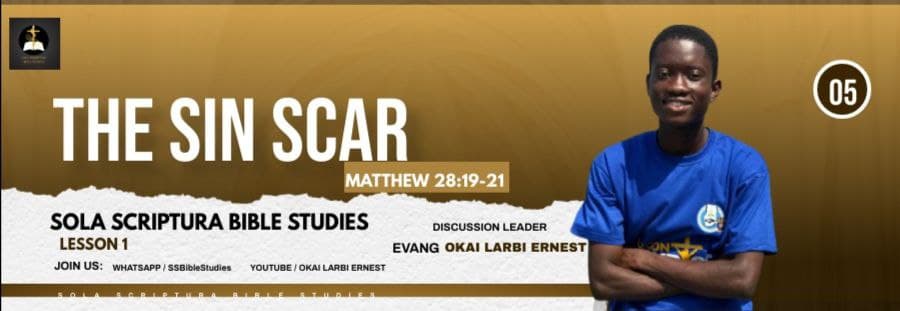 05
THE SIN SCAR
MATTHEW 28:19-21
SOLA SCRIPTURA BIBLE STUDIES
LESSON 1
DISCUSSION LEADER
EVANG OKAI LARBI ERNEST
JOIN US: WHATSAPP / SSBibleStudies YOUTUBE / OKAI LARBI ERNEST
SOLA SCRIPTURA BIBLE STUDIES